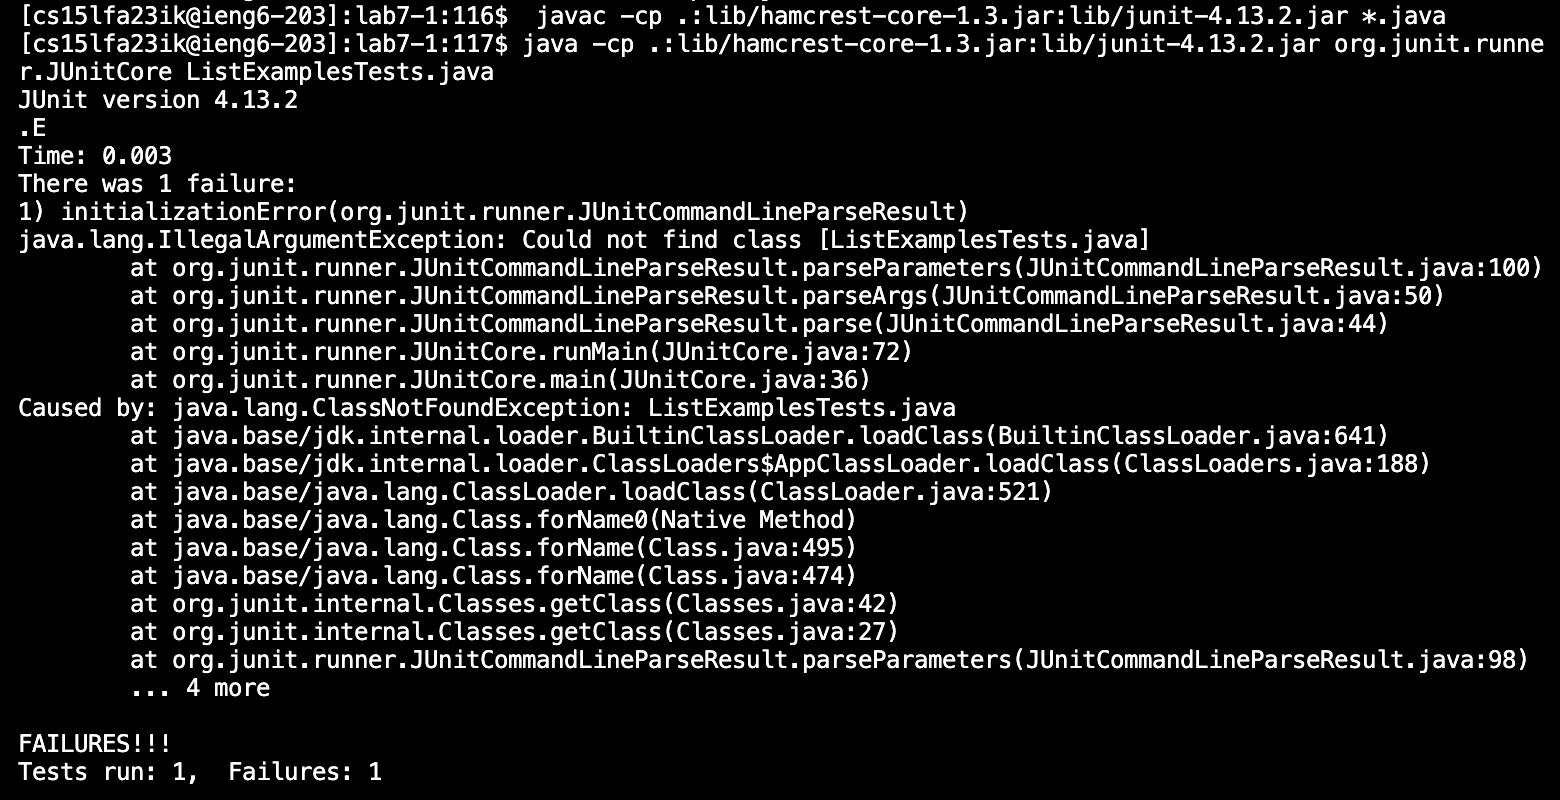 [cs15lfa23ik@ieng6-203]:lab7-1:116$  javac -cp .:lib/hamcrest-core-1.3.jar:lib/junit-4.13.2.jar *.java
[cs15lfa23ik@ieng6-203]:lab7-1:117$ java -cp .:lib/hamcrest-core-1.3.jar:lib/junit-4.13.2.jar org.junit.runne
r.JUnitCore ListExamplesTests.java
JUnit version 4.13.2
.E
Time: 0.003
There was 1 failure:
1) initializationError(org.junit.runner.JUnitCommandLineParseResult)
java.lang.IllegalArgumentException: Could not find class [ListExamplesTests.java]
        at org.junit.runner.JUnitCommandLineParseResult.parseParameters(JUnitCommandLineParseResult.java:100)
        at org.junit.runner.JUnitCommandLineParseResult.parseArgs(JUnitCommandLineParseResult.java:50)
        at org.junit.runner.JUnitCommandLineParseResult.parse(JUnitCommandLineParseResult.java:44)
        at org.junit.runner.JUnitCore.runMain(JUnitCore.java:72)
        at org.junit.runner.JUnitCore.main(JUnitCore.java:36)
Caused by: java.lang.ClassNotFoundException: ListExamplesTests.java
        at java.base/jdk.internal.loader.BuiltinClassLoader.loadClass(BuiltinClassLoader.java:641)
        at java.base/jdk.internal.loader.ClassLoaders$AppClassLoader.loadClass(ClassLoaders.java:188)
        at java.base/java.lang.ClassLoader.loadClass(ClassLoader.java:521)
        at java.base/java.lang.Class.forName0(Native Method)
        at java.base/java.lang.Class.forName(Class.java:495)
        at java.base/java.lang.Class.forName(Class.java:474)
        at org.junit.internal.Classes.getClass(Classes.java:42)
        at org.junit.internal.Classes.getClass(Classes.java:27)
        at org.junit.runner.JUnitCommandLineParseResult.parseParameters(JUnitCommandLineParseResult.java:98)
        ... 4 more

FAILURES!!!
Tests run: 1,  Failures: 1